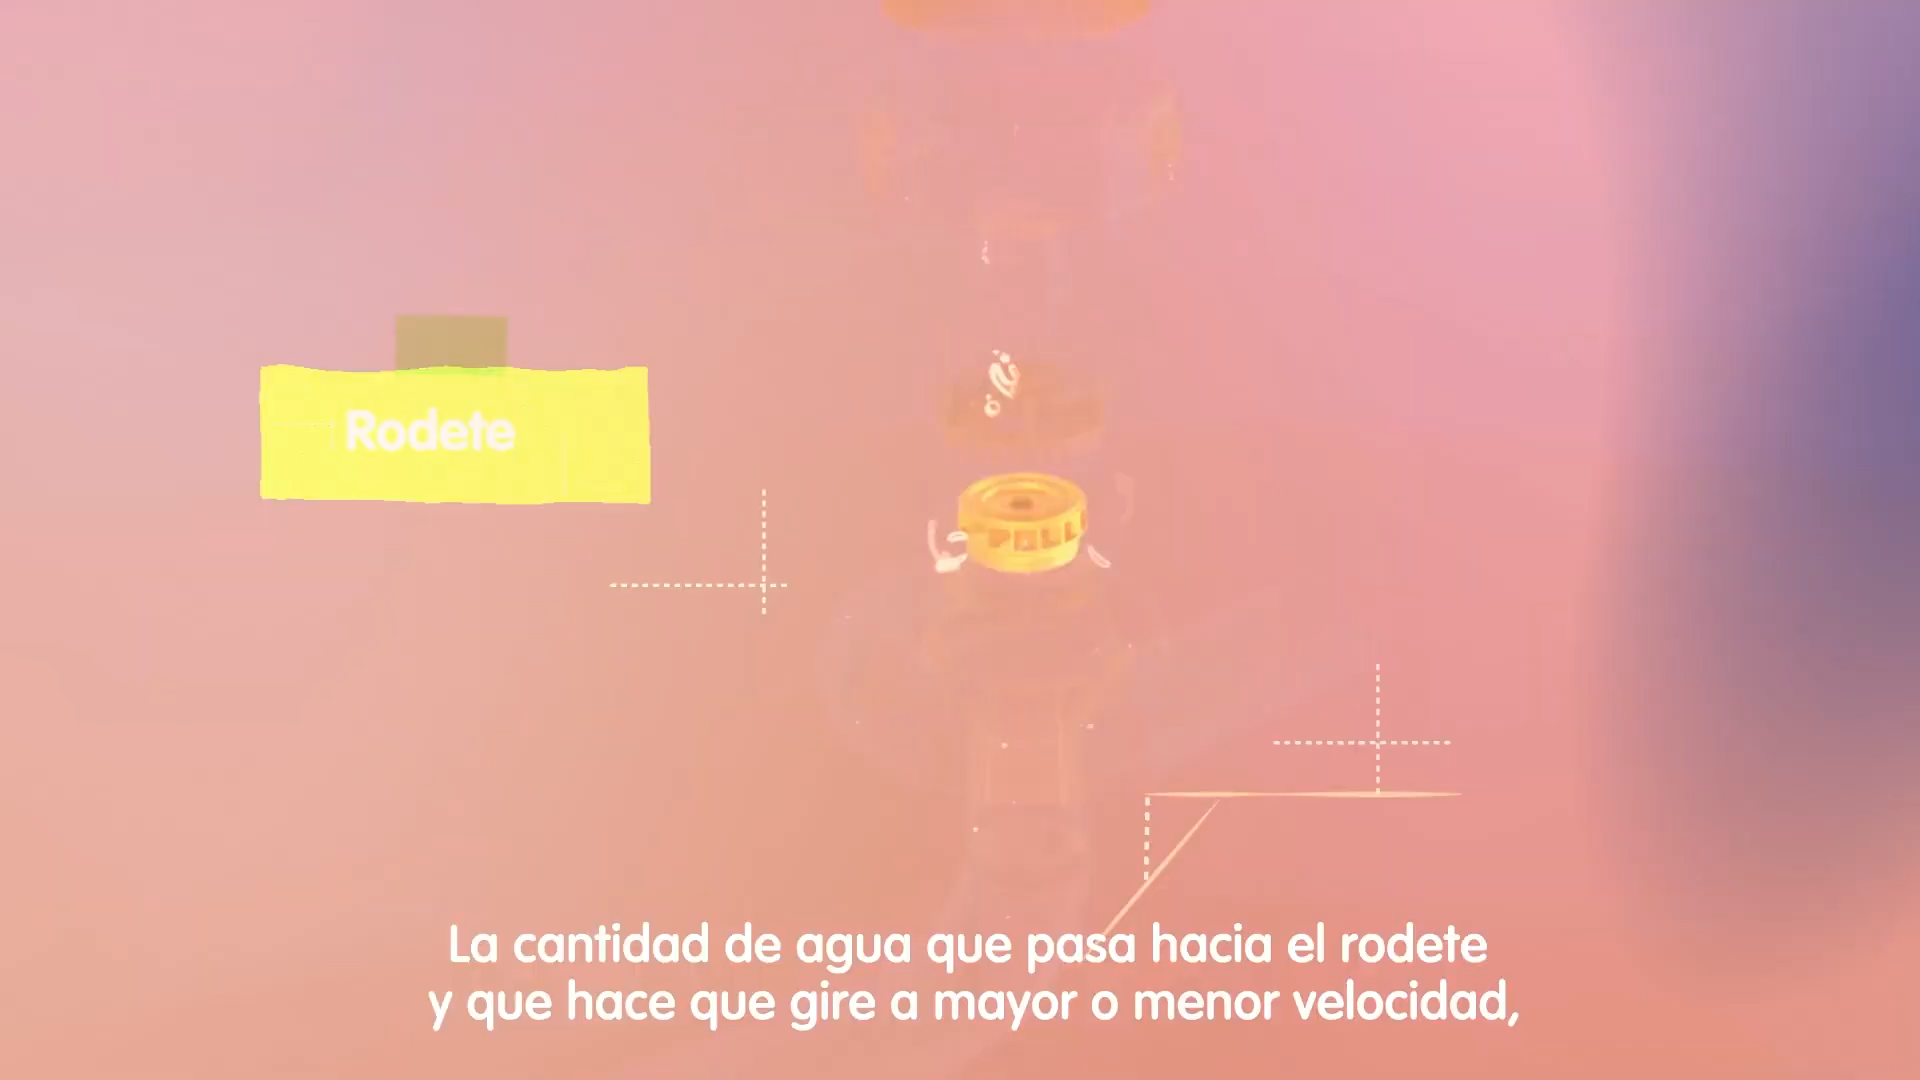 Rodete
La cantidad de agua que pasa hacia el rodete
y que hace que gire a mayor o menor velocidad,